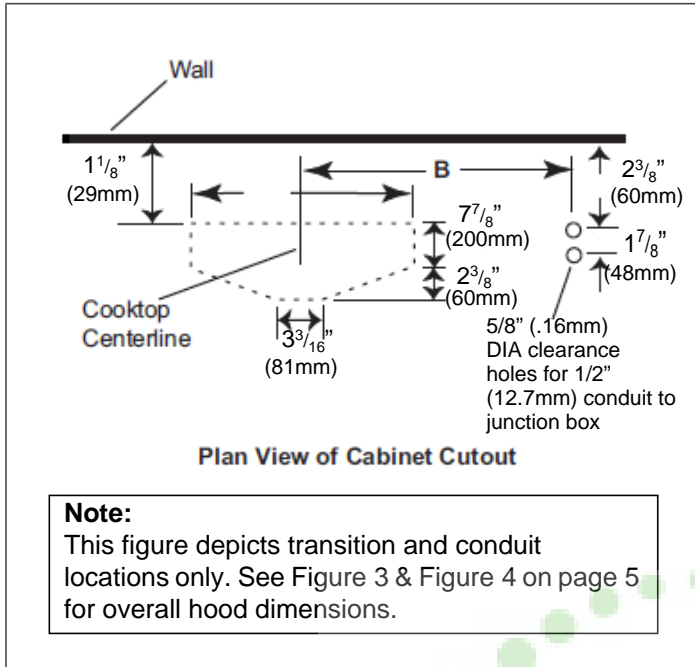 Wall
1 1/8"
(29mm)
B
2 3/8"
(60mm)
7 7/8"
(200mm)
1 7/8"
(48mm)
2 3/8"
(60mm)
Cooktop
Centerline
3 3/16"
(81mm)
5/8" (.16mm)
DIA clearance
holes for 1/2"
(12.7mm) conduit to
junction box
Plan View of Cabinet Cutout
Note:
This figure depicts transition and conduit
locations only. See Figure 3 & Figure 4 on page 5
for overall hood dimensions.